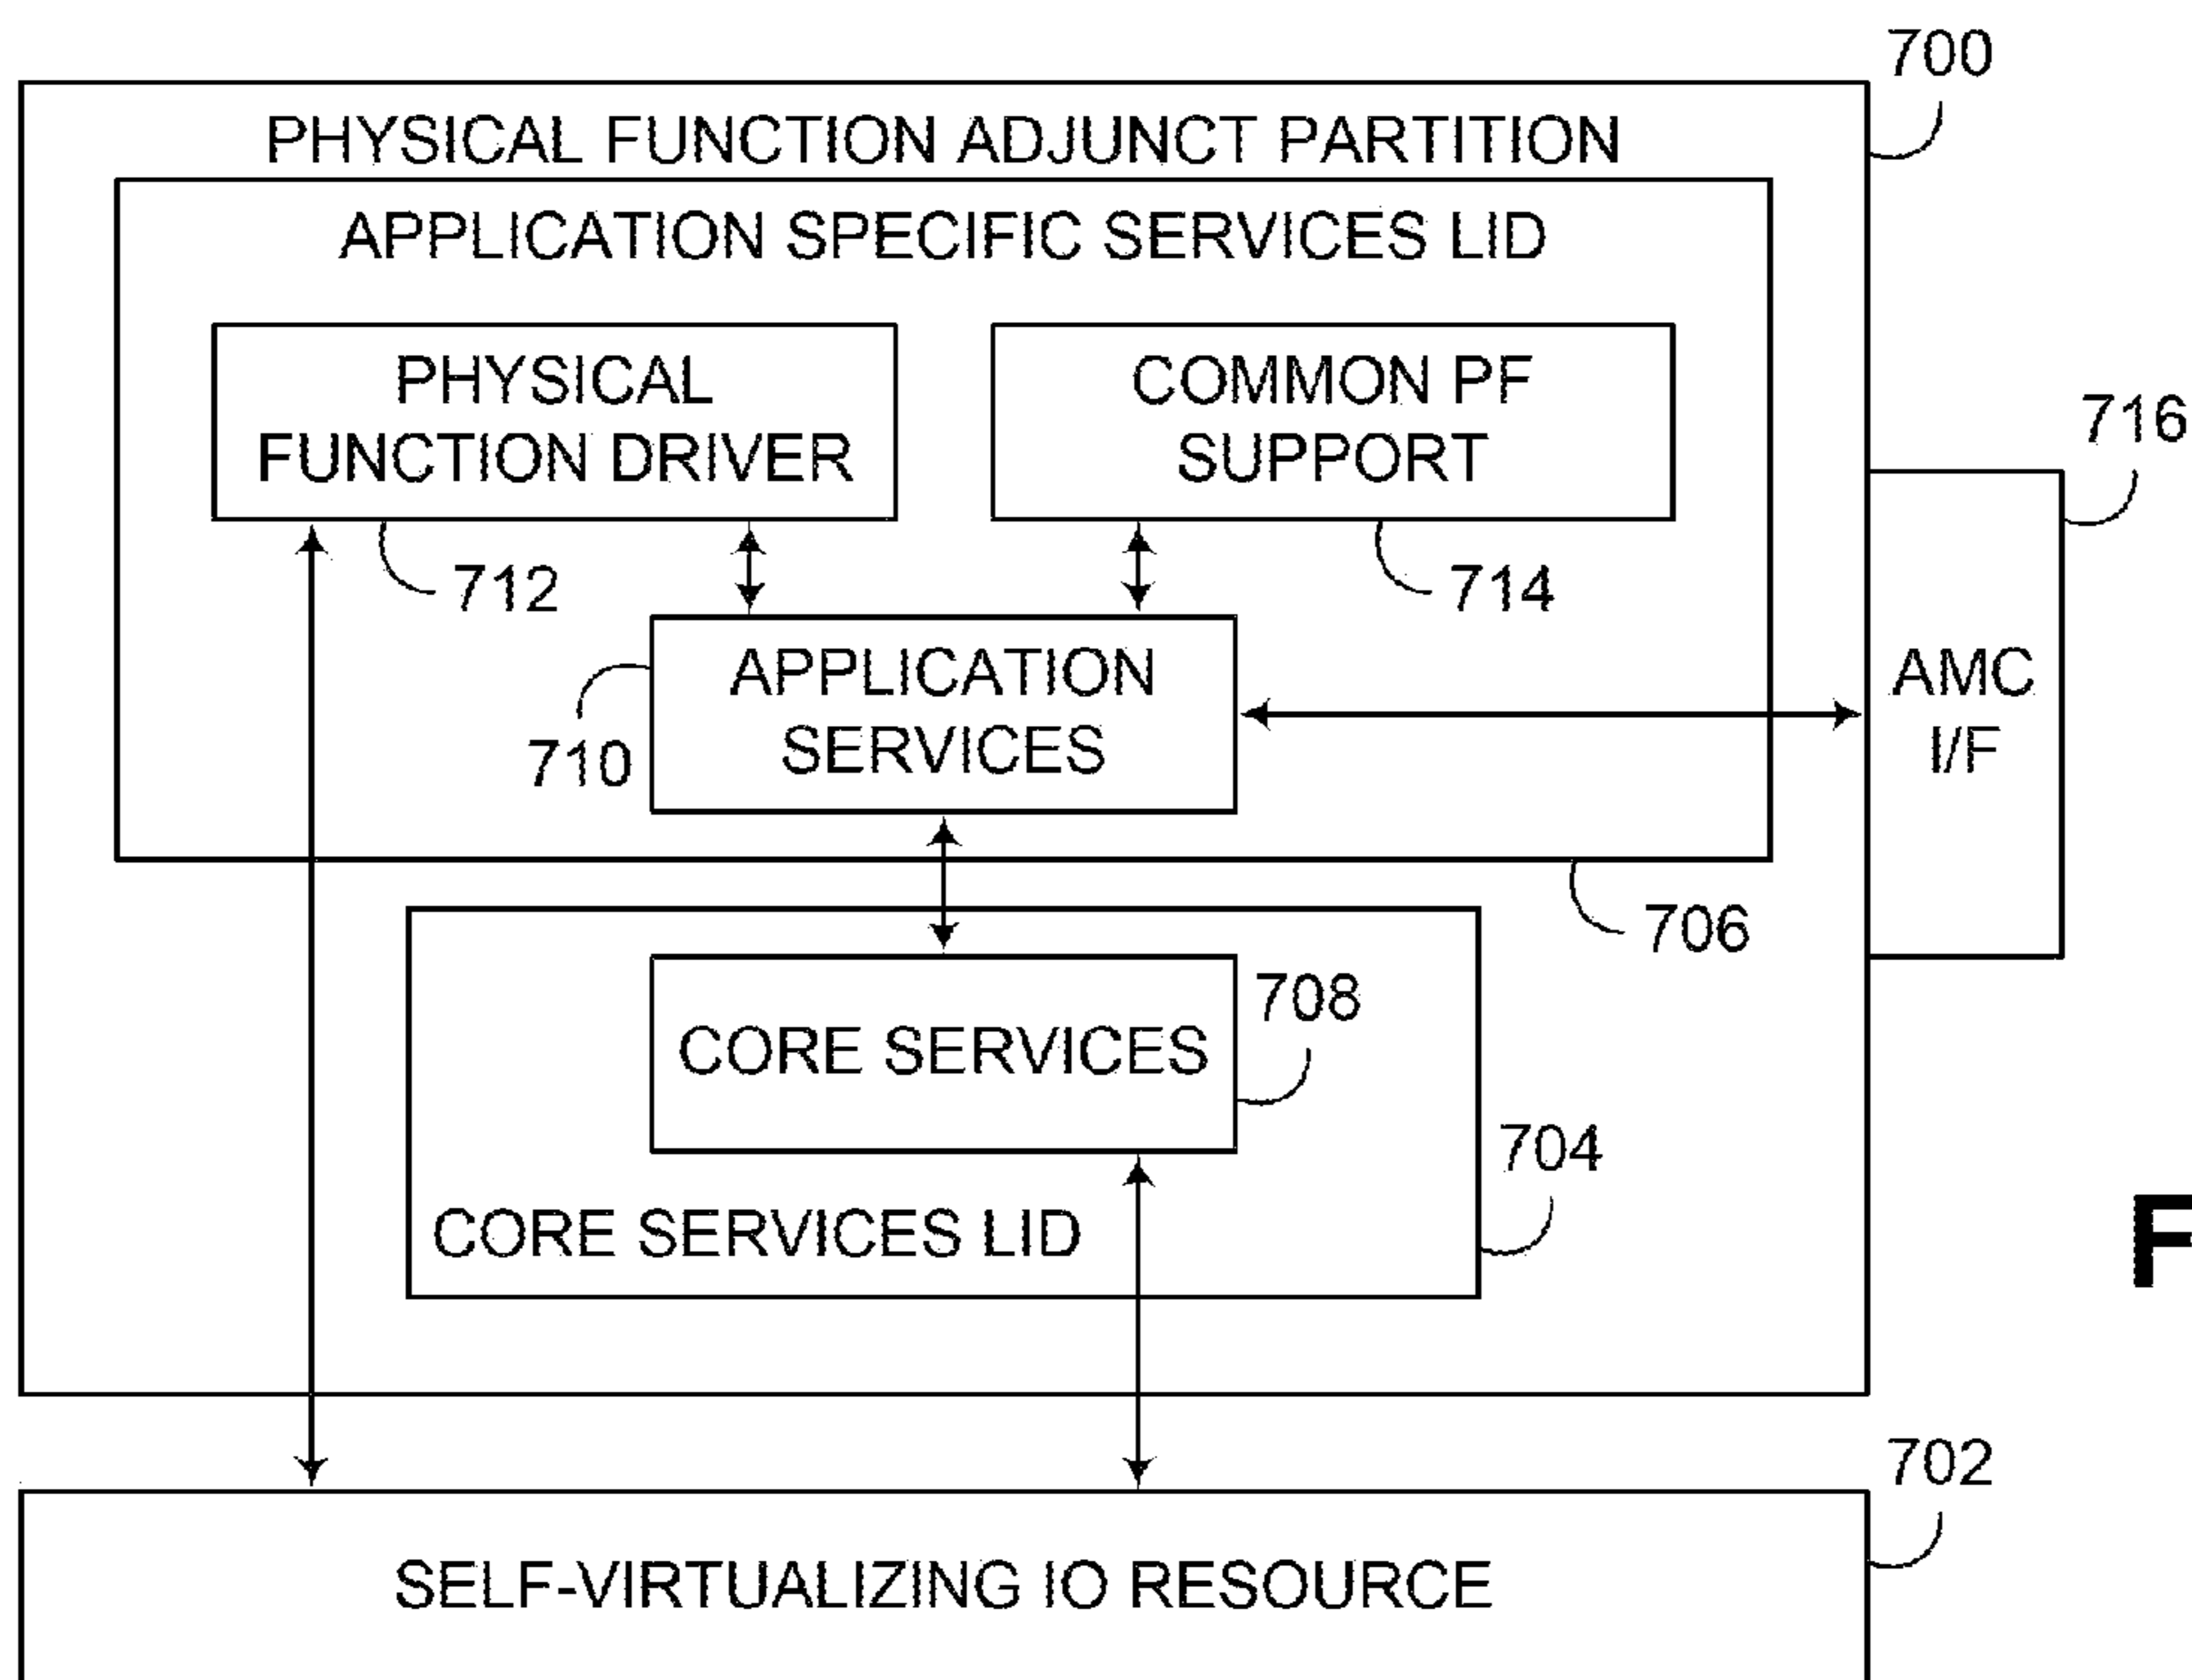 700
PHYSICAL FUNCTION ADJUNCT PARTITION
APPLICATION SPECIFIC SERVICES LID
PHYSICAL
FUNCTION DRIVER
COMMON PF
SUPPORT
716
712
714
APPLICATION
SERVICES
710
AMC
I/F
706
708
CORE SERVICES
704
CORE SERVICES LID
F
702
SELF-VIRTUALIZING IO RESOURCE